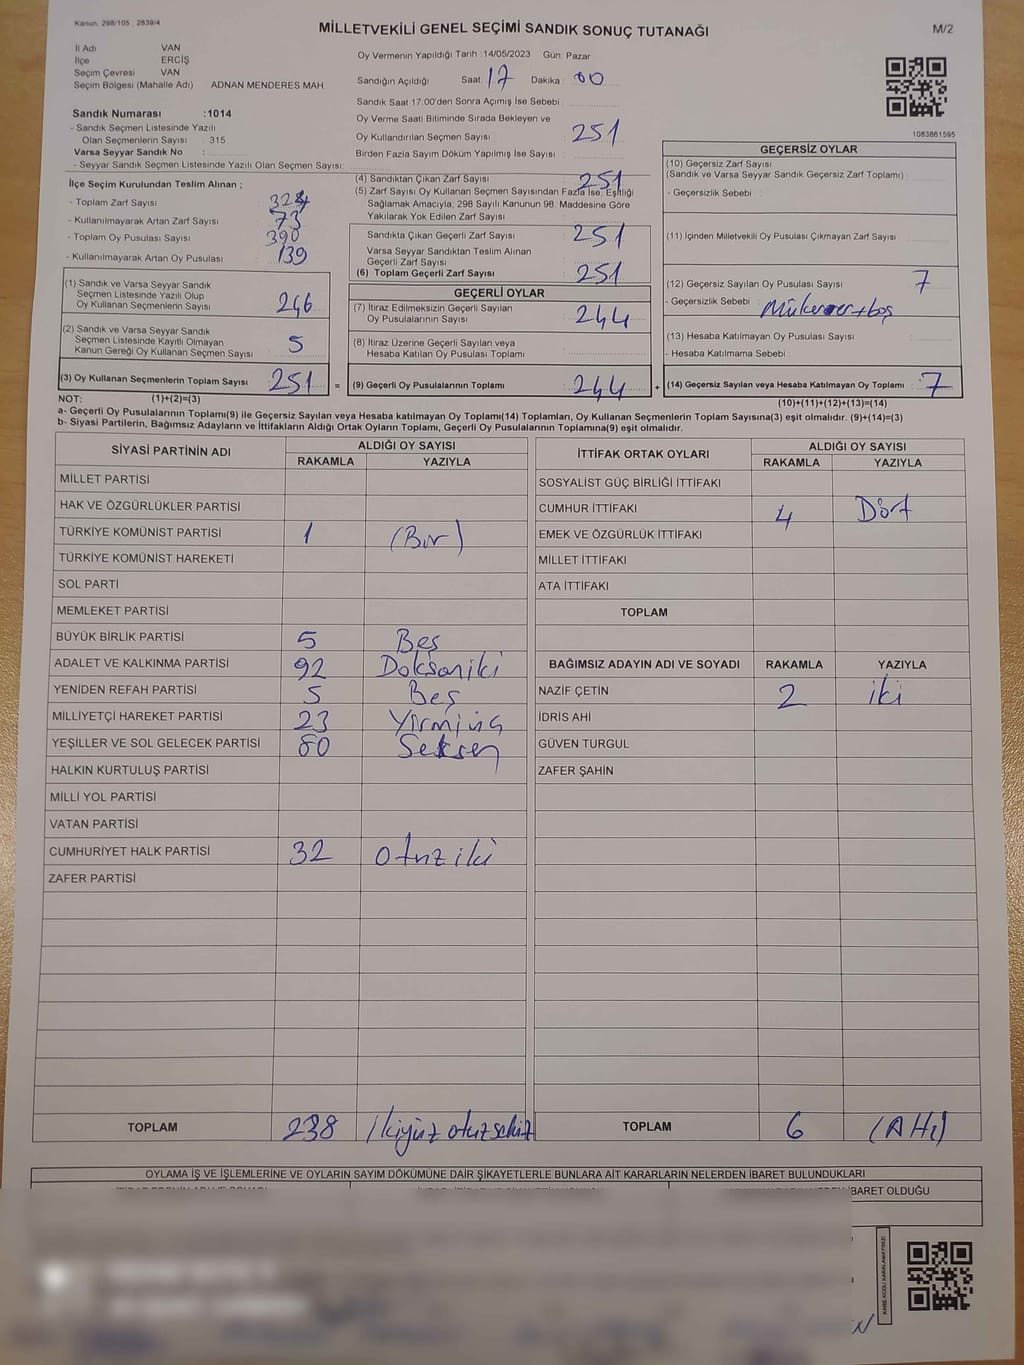 Kanun. 298/105 , 2839/4
MİLLETVEKİLİ GENEL SEÇİMİ SANDIK SONUÇ TUTANAĞI
M/2
İl Adı VAN
İlçe ERCİŞ
Seçim Çevresi VAN
Seçim Bölgesi (Mahalle Adı) ADNAN MENDERES MAH.
Sandık Numarası :1014
- Sandık Seçmen Listesinde Yazılı
Olan Seçmenlerin Sayısı : 315
Varsa Seyyar Sandık No :
- Seyyar Sandık Seçmen Listesinde Yazılı Olan Seçmen Sayısı:
İlçe Seçim Kurulundan Teslim Alınan ;
- Toplam Zarf Sayısı : 324
- Kullanılmayarak Artan Zarf Sayısı : 73
- Toplam Oy Pusulası Sayısı : 390
- Kullanılmayarak Artan Oy Pusulası : 139
(1) Sandık ve Varsa Seyyar Sandık
Seçmen Listesinde Yazılı Olup
Oy Kullanan Seçmenlerin Sayısı : 246
(2) Sandık ve Varsa Seyyar Sandık
Seçmen Listesinde Kayıtlı Olmayan
Kanun Gereği Oy Kullanan Seçmen Sayısı : 5
(3) Oy Kullanan Seçmenlerin Toplam Sayısı : 251 =
Oy Vermenin Yapıldığı Tarih :14/05/2023 Gün: Pazar
Sandığın Açıldığı Saat :17 Dakika : 00
Sandık Saat 17:00'den Sonra Açımış İse Sebebi :
Oy Verme Saati Bitiminde Sırada Bekleyen ve
Oy Kullandırılan Seçmen Sayısı : 251
Birden Fazla Sayım Döküm Yapılmış İse Sayısı :
(4) Sandıktan Çıkan Zarf Sayısı : 251
(5) Zarf Sayısı Oy Kullanan Seçmen Sayısından Fazla İse, Eşitliği
Sağlamak Amacıyla, 298 Sayılı Kanunun 98. Maddesine Göre
Yakılarak Yok Edilen Zarf Sayısı :
Sandıkta Çıkan Geçerli Zarf Sayısı : 251
Varsa Seyyar Sandıktan Teslim Alınan
Geçerli Zarf Sayısı :
(6) Toplam Geçerli Zarf Sayısı : 251
GEÇERLİ OYLAR
(7) İtiraz Edilmeksizin Geçerli Sayılan
Oy Pusulalarının Sayısı : 244
(8) İtiraz Üzerine Geçerli Sayılan veya
Hesaba Katılan Oy Pusulası Toplamı :
(9) Geçerli Oy Pusulalarının Toplamı : 244 +
1083861595
GEÇERSİZ OYLAR
(10) Geçersiz Zarf Sayısı
(Sandık ve Varsa Seyyar Sandık Geçersiz Zarf Toplamı) :
- Geçersizlik Sebebi :
(11) İçinden Milletvekili Oy Pusulası Çıkmayan Zarf Sayısı :
(12) Geçersiz Sayılan Oy Pusulası Sayısı : 7
- Geçersizlik Sebebi : +boş
(13) Hesaba Katılmayan Oy Pusulası Sayısı :
- Hesaba Katılmama Sebebi :
(14) Geçersiz Sayılan veya Hesaba Katılmayan Oy Toplamı : 7
NOT: (1)+(2)=(3)
(10)+(11)+(12)+(13)=(14)
a- Geçerli Oy Pusulalarının Toplamı(9) ile Geçersiz Sayılan veya Hesaba katılmayan Oy Toplamı(14) Toplamları, Oy Kullanan Seçmenlerin Toplam Sayısına(3) eşit olmalıdır. (9)+(14)=(3)
b- Siyasi Partilerin, Bağımsız Adayların ve İttifakların Aldığı Ortak Oyların Toplamı, Geçerli Oy Pusulalarının Toplamına(9) eşit olmalıdır.
SİYASİ PARTİNİN ADI ALDIĞI OY SAYISI
RAKAMLA YAZIYLA
MİLLET PARTİSİ
HAK VE ÖZGÜRLÜKLER PARTİSİ
TÜRKİYE KOMÜNİST PARTİSİ 1 (Bir)
TÜRKİYE KOMÜNİST HAREKETİ
SOL PARTİ
MEMLEKET PARTİSİ
BÜYÜK BİRLİK PARTİSİ 5 Beş
ADALET VE KALKINMA PARTİSİ 92 Doksaniki
YENİDEN REFAH PARTİSİ 5 Beş
MİLLİYETÇİ HAREKET PARTİSİ 23 Yirmiüç
YEŞİLLER VE SOL GELECEK PARTİSİ 80 Seksen
HALKIN KURTULUŞ PARTİSİ
MİLLİ YOL PARTİSİ
VATAN PARTİSİ
CUMHURİYET HALK PARTİSİ 32 otuz iki
ZAFER PARTİSİ
TOPLAM 238 İkiyüz otuzsekiz
İTTİFAK ORTAK OYLARI ALDIĞI OY SAYISI
RAKAMLA YAZIYLA
SOSYALİST GÜÇ BİRLİĞİ İTTİFAKI
CUMHUR İTTİFAKI 4 Dört
EMEK VE ÖZGÜRLÜK İTTİFAKI
MİLLET İTTİFAKI
ATA İTTİFAKI
TOPLAM
BAĞIMSIZ ADAYIN ADI VE SOYADI RAKAMLA YAZIYLA
NAZİF ÇETİN 2 iki
İDRİS AHİ
GÜVEN TURGUL
ZAFER ŞAHİN
TOPLAM 6 (Altı)
OYLAMA İŞ VE İŞLEMLERİNE VE OYLARIN SAYIM DÖKÜMÜNE DAİR ŞİKAYETLERLE BUNLARA AİT KARARLARIN NELERDEN İBARET BULUNDUKLARI
İBARET OLDUĞU
KARE KODU KARALAMAYINIZ!